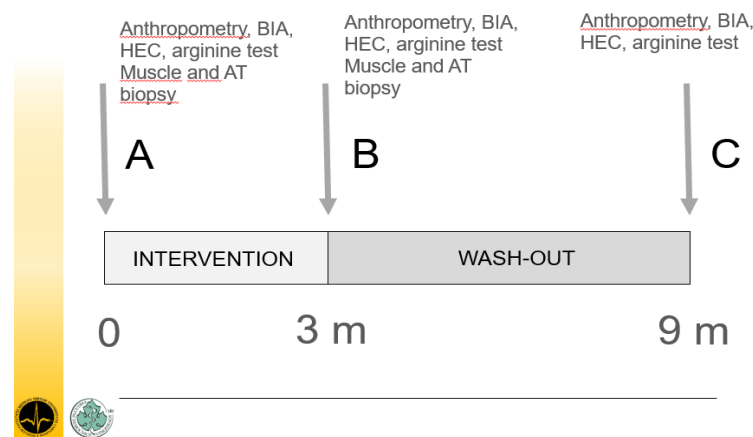 Anthropometry, BIA,
HEC, arginine test
Muscle and AT
biopsy
Anthropometry, BIA,
HEC, arginine test
Muscle and AT
biopsy
Anthropometry, BIA,
HEC, arginine test
A
B
C
INTERVENTION
WASH-OUT
0
3 m
9 m